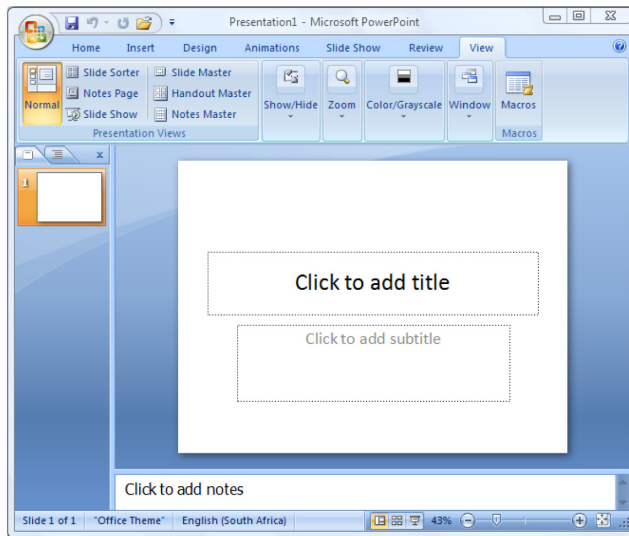 Presentation1 - Microsoft PowerPoint
Home Insert Design Animations Slide Show Review View
Normal
Slide Sorter
Notes Page
Slide Show
Slide Master
Handout Master
Notes Master
Presentation Views
Show/Hide
Zoom
Color/Grayscale
Window
Macros
Macros
x
1
Click to add title
Click to add subtitle
Click to add notes
Slide 1 of 1 "Office Theme" English (South Africa) 43%